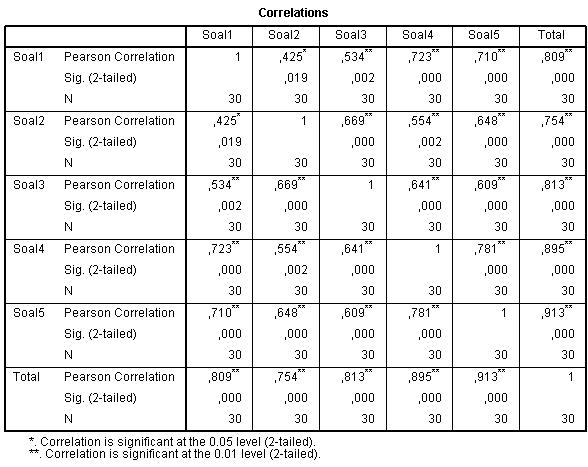 Correlations
Soal1 Soal2 Soal3 Soal4 Soal5 Total
Soal1 Pearson Correlation 1 ,425* ,534** ,723** ,710** ,809**
Sig. (2-tailed) ,019 ,002 ,000 ,000 ,000
N 30 30 30 30 30 30
Soal2 Pearson Correlation ,425* 1 ,669** ,554** ,648** ,754**
Sig. (2-tailed) ,019 ,000 ,002 ,000 ,000
N 30 30 30 30 30 30
Soal3 Pearson Correlation ,534** ,669** 1 ,641** ,609** ,813**
Sig. (2-tailed) ,002 ,000 ,000 ,000 ,000
N 30 30 30 30 30 30
Soal4 Pearson Correlation ,723** ,554** ,641** 1 ,781** ,895**
Sig. (2-tailed) ,000 ,002 ,000 ,000 ,000
N 30 30 30 30 30 30
Soal5 Pearson Correlation ,710** ,648** ,609** ,781** 1 ,913**
Sig. (2-tailed) ,000 ,000 ,000 ,000 ,000
N 30 30 30 30 30 30
Total Pearson Correlation ,809** ,754** ,813** ,895** ,913** 1
Sig. (2-tailed) ,000 ,000 ,000 ,000 ,000
N 30 30 30 30 30 30
*. Correlation is significant at the 0.05 level (2-tailed).
**. Correlation is significant at the 0.01 level (2-tailed).